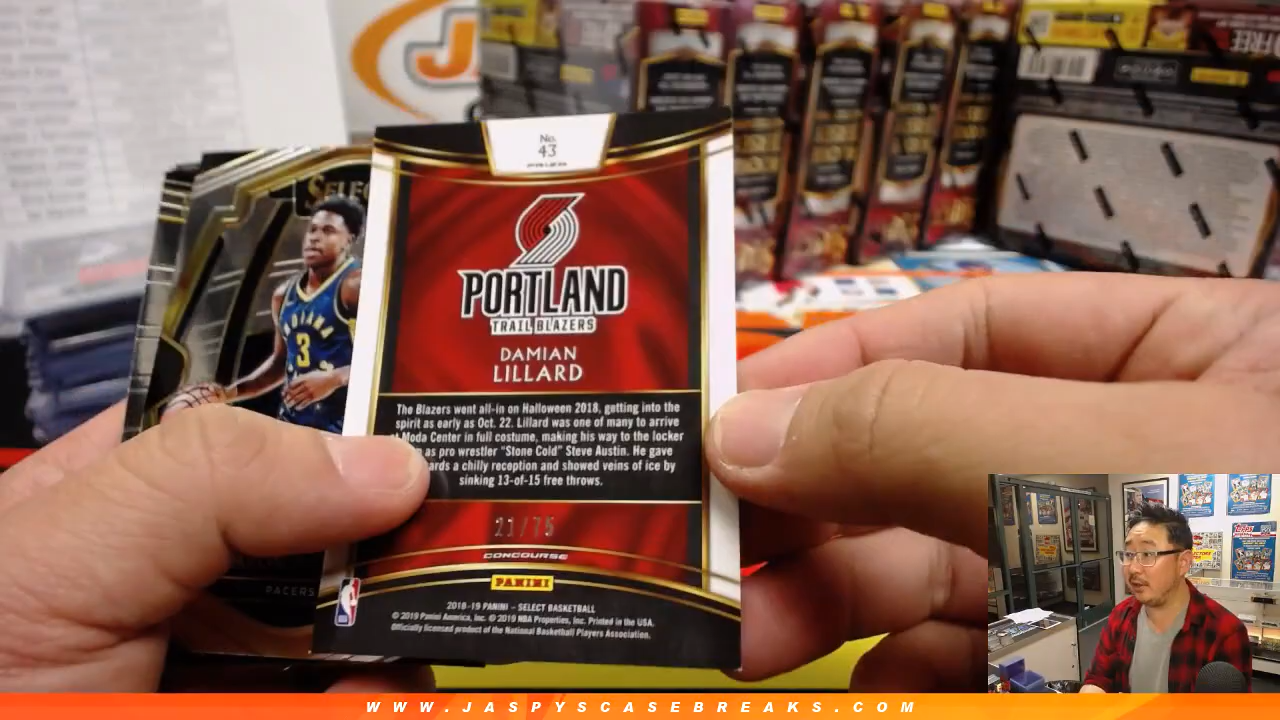 No.
43
PRIZM
PORTLAND
TRAIL BLAZERS
DAMIAN
LILLARD
The Blazers went all-in on Halloween 2018, getting into the
spirit as early as Oct. 22. Lillard was one of many to arrive
Moda Center in full costume, making his way to the locker
as pro wrestler “Stone Cold” Steve Austin. He gave
a chilly reception and showed veins of ice by
sinking 13-of-15 free throws.
21/75
CONCOURSE
PANINI
2018-19 PANINI – SELECT BASKETBALL
© 2019 Panini America, Inc. © 2019 NBA Properties, Inc. Printed in the USA.
Officially licensed product of the National Basketball Players Association.
INDIANA
3
PACERS
WWW.JASPYSCASEBREAKS.COM